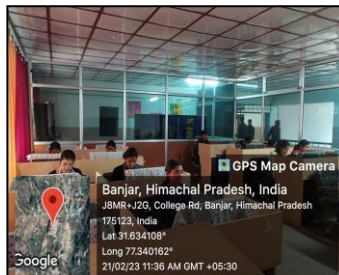 GPS Map Camera
Banjar, Himachal Pradesh, India
J8MR+J2G, College Rd, Banjar, Himachal Pradesh
175123, India
Lat 31.634108°
Long 77.340162°
21/02/23 11:36 AM GMT +05:30
Google